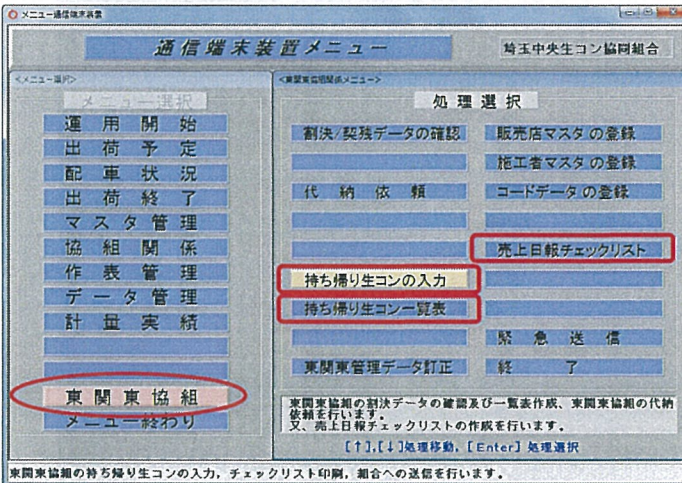 メニュー通信端末装置
通信端末装置メニュー
埼玉中央生コン協同組合
<メニュー選択>
メニュー選択
運用開始
出荷予定
配車状況
出荷終了
マスタ管理
協組関係
作表管理
データ管理
計量実績
東関東協組
メニュー終わり
<東関東協組関係メニュー>
処理選択
割決/契残データの確認
代納依頼
持ち帰り生コンの入力
持ち帰り生コン一覧表
東関東管理データ訂正
販売店マスタの登録
施工者マスタの登録
コードデータの登録
売上日報チェックリスト
緊急送信
終了
東関東協組の割決データの確認及び一覧表作成、東関東協組の代納
依頼を行います。
又、売上日報チェックリストの作成を行います。
[↑],[↓]処理移動, [Enter] 処理選択
東関東協組の持ち帰り生コンの入力, チェックリスト印刷, 組合への送信を行います。